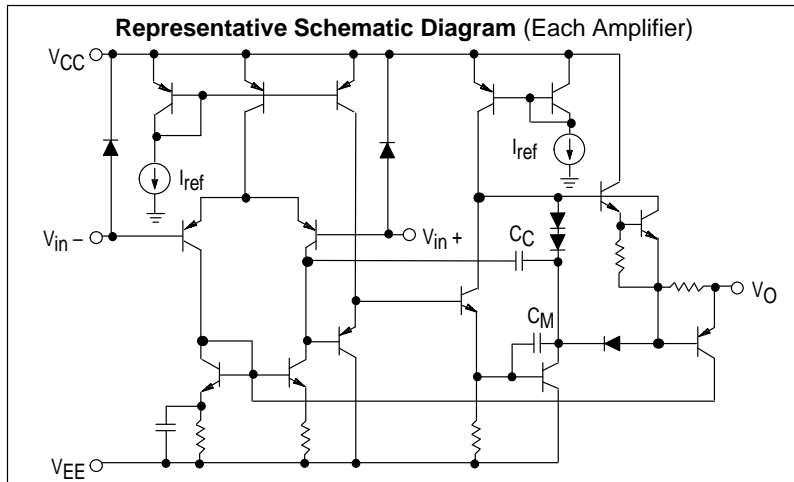 Representative Schematic Diagram (Each Amplifier)
VCC
Iref
Iref
Vin –
Vin +
CC
CM
VO
VEE